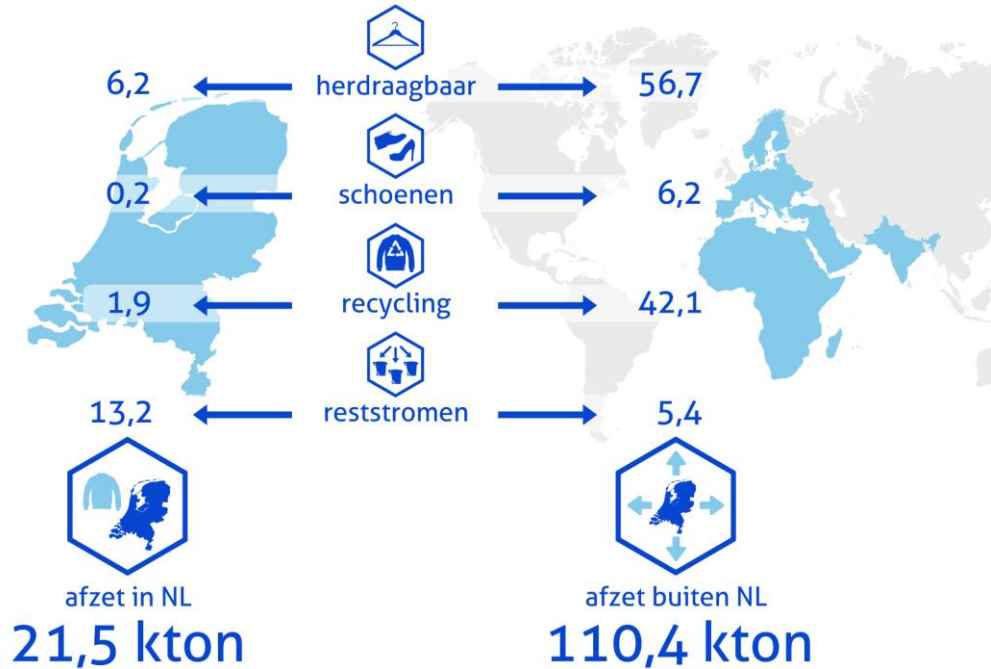 6,2 herdraagbaar 56,7
0,2 schoenen 6,2
1,9 recycling 42,1
13,2 reststromen 5,4
afzet in NL afzet buiten NL
21,5 kton 110,4 kton